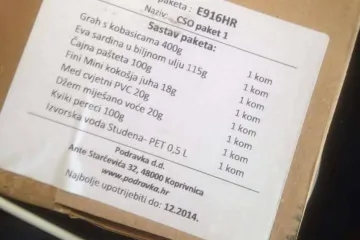 paketa : E916HR
Naziv: CSO paket 1
Sastav paketa:
Grah s kobasicama 400g 1 kom
Eva sardina u biljnom ulju 115g 1 kom
Čajna pašteta 100g 1 kom
Fini Mini kokošja juha 18g 1 kom
Med cvjetni PVC 20g 1 kom
Džem miješano voće 20g 1 kom
Kviki pereci 100g 1 kom
Izvorska voda Studena- PET 0,5 L 1 kom
Podravka d.d.
Ante Starčevića 32, 48000 Koprivnica
www.podravka.hr
Najbolje upotrijebiti do: 12.2014.